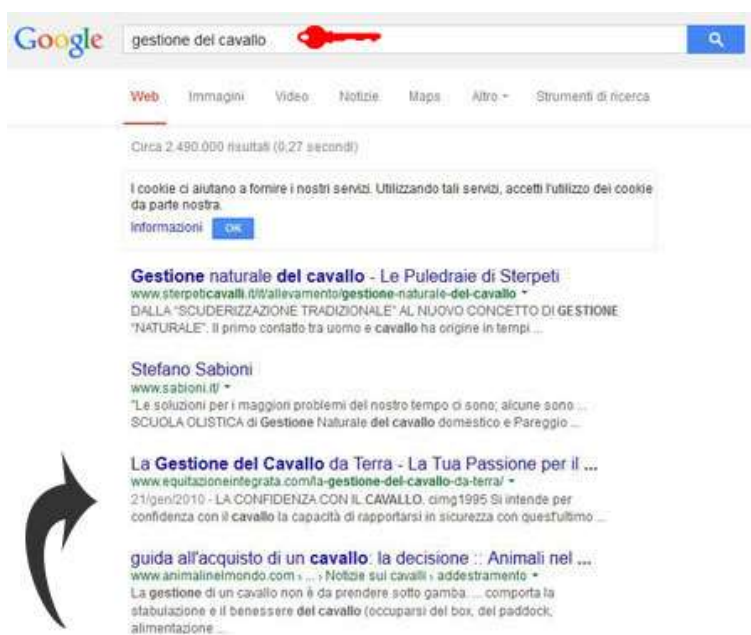 Google gestione del cavallo
Web Immagini Video Notizie Maps Altro Strumenti di ricerca
Circa 2.490.000 risultati (0,27 secondi)
I cookie ci aiutano a fornire i nostri servizi. Utilizzando tali servizi, accetti l'utilizzo dei cookie
da parte nostra.
Informazioni OK
Gestione naturale del cavallo - Le Puledraie di Sterpeti
www.sterpeticavalli.it/it/allevamento/gestione-naturale-del-cavallo
DALLA "SCUDERIZZAZIONE TRADIZIONALE" AL NUOVO CONCETTO DI GESTIONE
"NATURALE". Il primo contatto tra uomo e cavallo ha origine in tempi ...
Stefano Sabioni
www.sabioni.it/
"Le soluzioni per i maggiori problemi del nostro tempo ci sono; alcune sono ...
SCUOLA OLISTICA di Gestione Naturale del cavallo domestico e Pareggio ...
La Gestione del Cavallo da Terra - La Tua Passione per il ...
www.equitazioneintegrata.com/la-gestione-del-cavallo-da-terra/
21/gen/2010 - LA CONFIDENZA CON IL CAVALLO. cimg1995 Si intende per
confidenza con il cavallo la capacità di rapportarsi in sicurezza con quest'ultimo ...
guida all'acquisto di un cavallo: la decisione :: Animali nel ...
www.animalinelmondo.com › ... › Notizie sui cavalli › addestramento
La gestione di un cavallo non è da prendere sotto gamba. ... comporta la
stabulazione e il benessere del cavallo (occuparsi del box, del paddock,
alimentazione ...